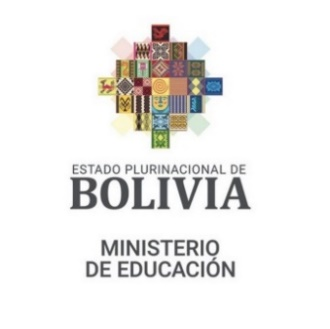 ESTADO PLURINACIONAL DE
BOLIVIA
MINISTERIO
DE EDUCACIÓN